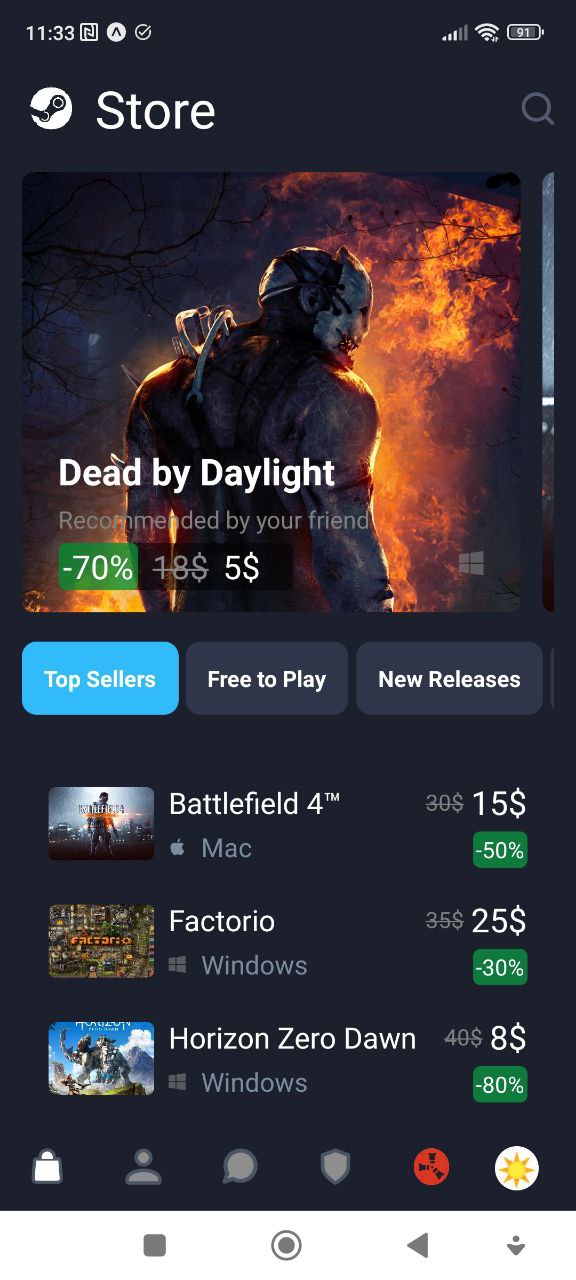 11:33
91
Store
Dead by Daylight
Recommended by your friend
-70% 18$ 5$
Top Sellers Free to Play New Releases
Battlefield 4™ 30$ 15$
Mac -50%
Factorio 35$ 25$
FACTORIO
Windows -30%
HORIZON
Horizon Zero Dawn 40$ 8$
Windows -80%